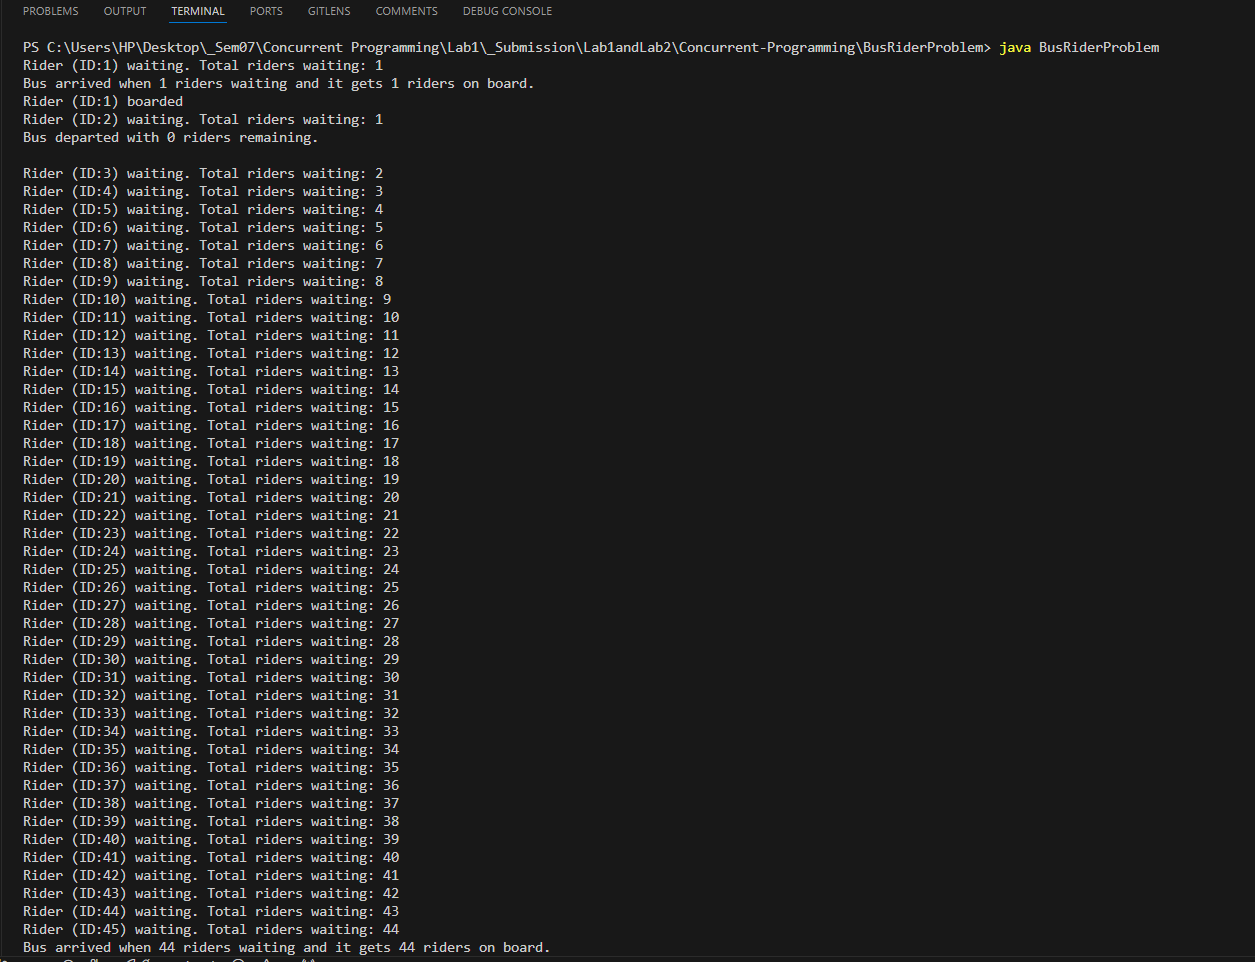 PROBLEMS OUTPUT TERMINAL PORTS GITLENS COMMENTS DEBUG CONSOLE
PS C:\Users\HP\Desktop\_Sem07\Concurrent Programming\Lab1\_Submission\Lab1andLab2\Concurrent-Programming\BusRiderProblem> java BusRiderProblem
Rider (ID:1) waiting. Total riders waiting: 1
Bus arrived when 1 riders waiting and it gets 1 riders on board.
Rider (ID:1) boarded
Rider (ID:2) waiting. Total riders waiting: 1
Bus departed with 0 riders remaining.
Rider (ID:3) waiting. Total riders waiting: 2
Rider (ID:4) waiting. Total riders waiting: 3
Rider (ID:5) waiting. Total riders waiting: 4
Rider (ID:6) waiting. Total riders waiting: 5
Rider (ID:7) waiting. Total riders waiting: 6
Rider (ID:8) waiting. Total riders waiting: 7
Rider (ID:9) waiting. Total riders waiting: 8
Rider (ID:10) waiting. Total riders waiting: 9
Rider (ID:11) waiting. Total riders waiting: 10
Rider (ID:12) waiting. Total riders waiting: 11
Rider (ID:13) waiting. Total riders waiting: 12
Rider (ID:14) waiting. Total riders waiting: 13
Rider (ID:15) waiting. Total riders waiting: 14
Rider (ID:16) waiting. Total riders waiting: 15
Rider (ID:17) waiting. Total riders waiting: 16
Rider (ID:18) waiting. Total riders waiting: 17
Rider (ID:19) waiting. Total riders waiting: 18
Rider (ID:20) waiting. Total riders waiting: 19
Rider (ID:21) waiting. Total riders waiting: 20
Rider (ID:22) waiting. Total riders waiting: 21
Rider (ID:23) waiting. Total riders waiting: 22
Rider (ID:24) waiting. Total riders waiting: 23
Rider (ID:25) waiting. Total riders waiting: 24
Rider (ID:26) waiting. Total riders waiting: 25
Rider (ID:27) waiting. Total riders waiting: 26
Rider (ID:28) waiting. Total riders waiting: 27
Rider (ID:29) waiting. Total riders waiting: 28
Rider (ID:30) waiting. Total riders waiting: 29
Rider (ID:31) waiting. Total riders waiting: 30
Rider (ID:32) waiting. Total riders waiting: 31
Rider (ID:33) waiting. Total riders waiting: 32
Rider (ID:34) waiting. Total riders waiting: 33
Rider (ID:35) waiting. Total riders waiting: 34
Rider (ID:36) waiting. Total riders waiting: 35
Rider (ID:37) waiting. Total riders waiting: 36
Rider (ID:38) waiting. Total riders waiting: 37
Rider (ID:39) waiting. Total riders waiting: 38
Rider (ID:40) waiting. Total riders waiting: 39
Rider (ID:41) waiting. Total riders waiting: 40
Rider (ID:42) waiting. Total riders waiting: 41
Rider (ID:43) waiting. Total riders waiting: 42
Rider (ID:44) waiting. Total riders waiting: 43
Rider (ID:45) waiting. Total riders waiting: 44
Bus arrived when 44 riders waiting and it gets 44 riders on board.